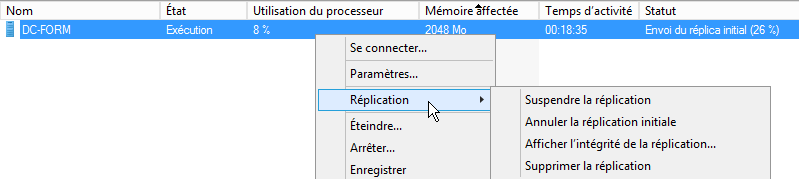 Nom État Utilisation du processeur Mémoire affectée Temps d'activité Statut
DC-FORM Exécution 8 % 2048 Mo 00:18:35 Envoi du réplica initial (26 %)
Se connecter...
Paramètres...
Réplication
Suspendre la réplication
Annuler la réplication initiale
Afficher l'intégrité de la réplication...
Supprimer la réplication
Éteindre...
Arrêter...
Enregistrer